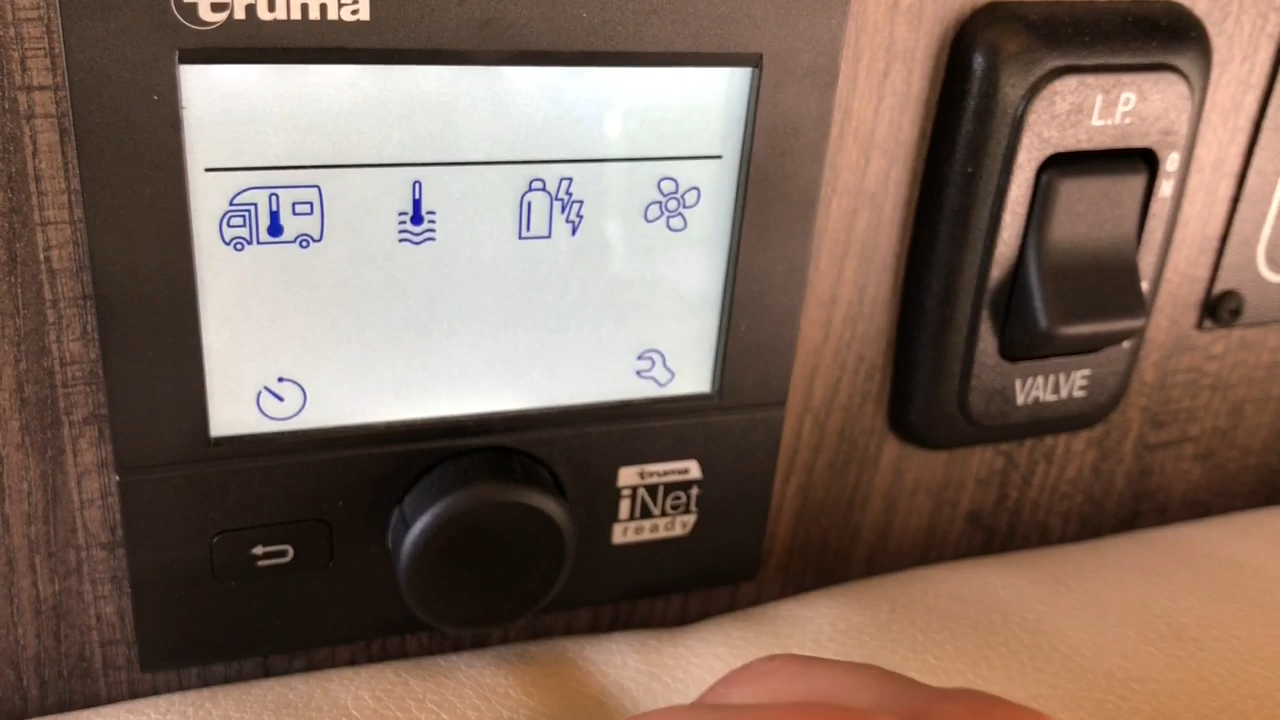 truma
L.P.
ON
VALVE
truma
iNet
ready